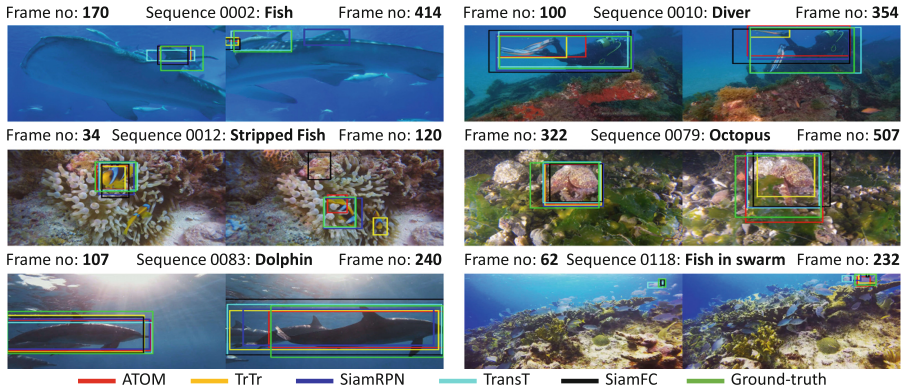 Frame no: 170 Sequence 0002: Fish Frame no: 414
Frame no: 100 Sequence 0010: Diver Frame no: 354
Frame no: 34 Sequence 0012: Stripped Fish Frame no: 120
Frame no: 322 Sequence 0079: Octopus Frame no: 507
Frame no: 107 Sequence 0083: Dolphin Frame no: 240
Frame no: 62 Sequence 0118: Fish in swarm Frame no: 232
ATOM TrTr SiamRPN TransT SiamFC Ground-truth